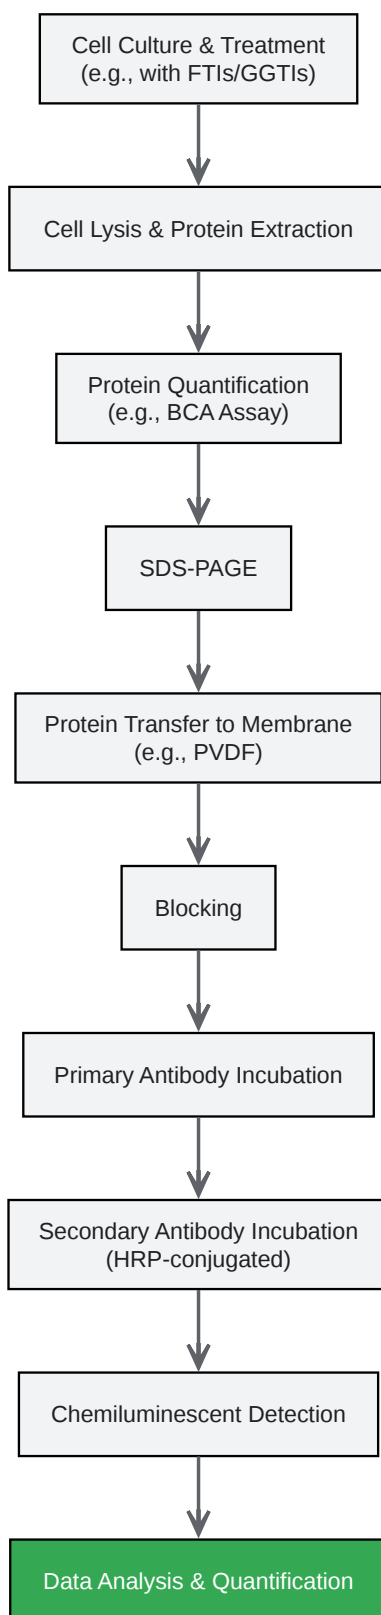 Cell Culture & Treatment
(e.g., with FTIs/GGTIs)
Cell Lysis & Protein Extraction
Protein Quantification
(e.g., BCA Assay)
SDS-PAGE
Protein Transfer to Membrane
(e.g., PVDF)
Blocking
Primary Antibody Incubation
Secondary Antibody Incubation
(HRP-conjugated)
Chemiluminescent Detection
Data Analysis & Quantification